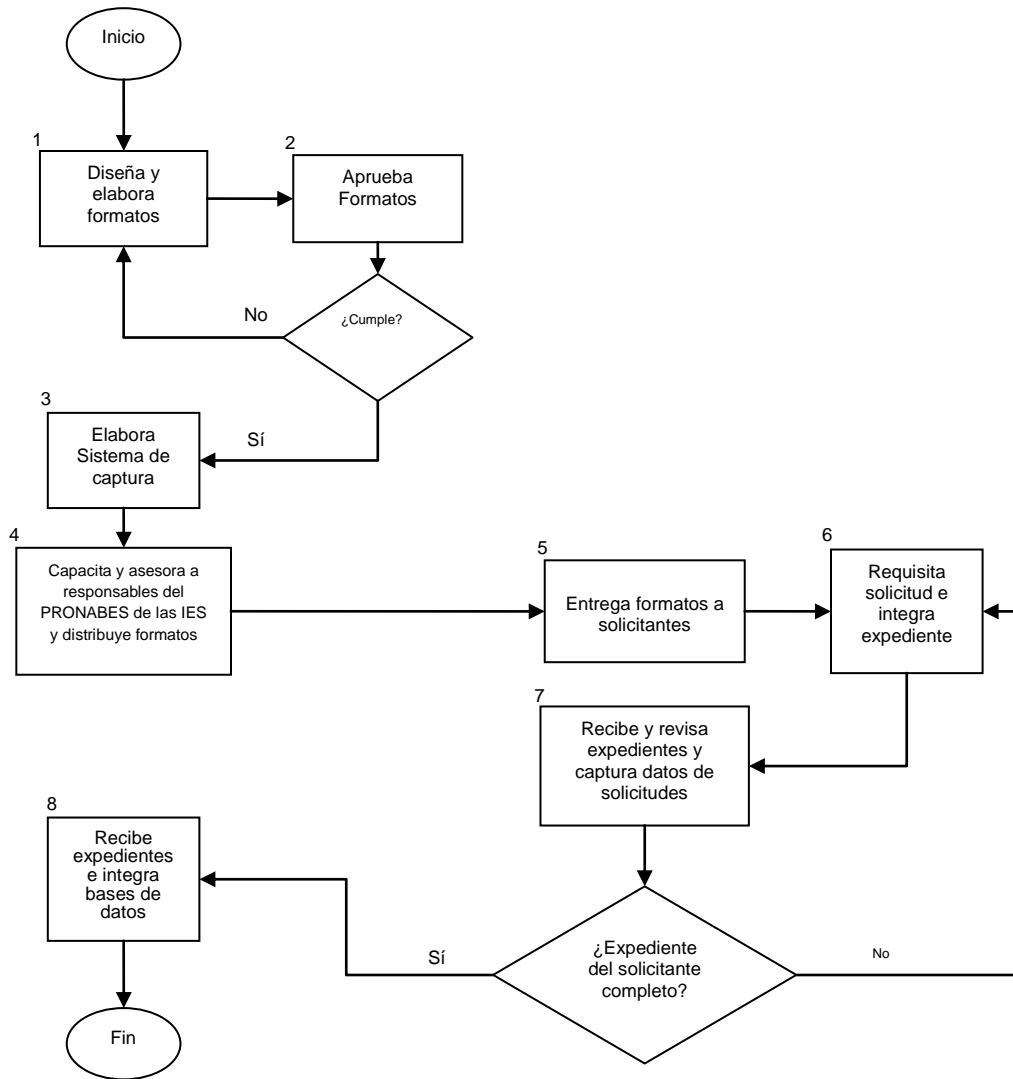 Inicio
1
Diseña y
elabora
formatos
2
Aprueba
Formatos
¿Cumple?
No
Sí
3
Elabora
Sistema de
captura
4
Capacita y asesora a
responsables del
PRONABES de las IES
y distribuye formatos
5
Entrega formatos a
solicitantes
6
Requisita
solicitud e
integra
expediente
7
Recibe y revisa
expedientes y
captura datos de
solicitudes
¿Expediente
del solicitante
completo?
No
Sí
8
Recibe
expedientes
e integra
bases de
datos
Fin